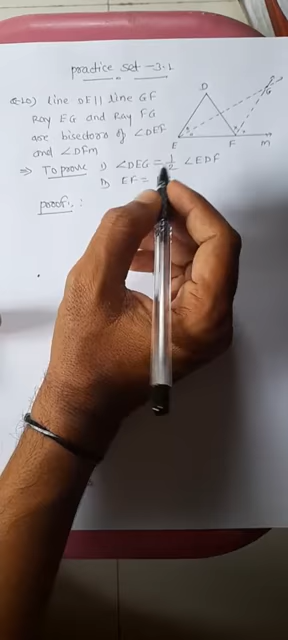 practice set -3.1
Q.10) line DE || line GF
Ray EG and Ray FG
are bisectors of ∠DEF
and ∠DFM
⇒ To prove i) ∠DEG = 1/2 ∠EDF
ii) EF =
proof :
D
G
E F M